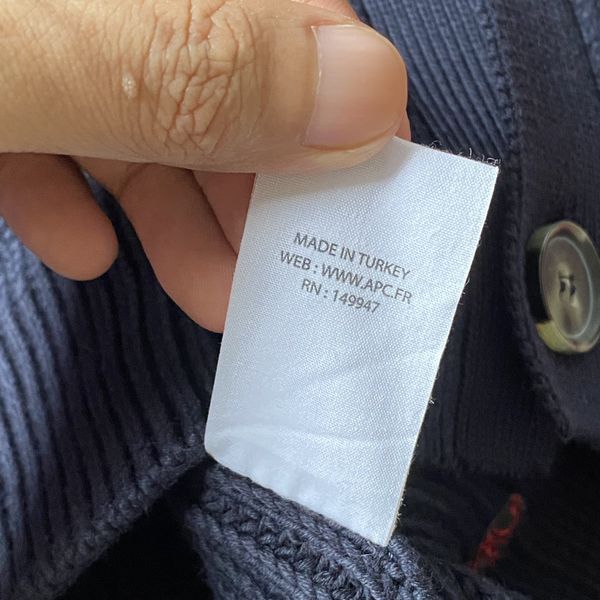 MADE IN TURKEY
WEB : WWW.APC.FR
RN : 149947